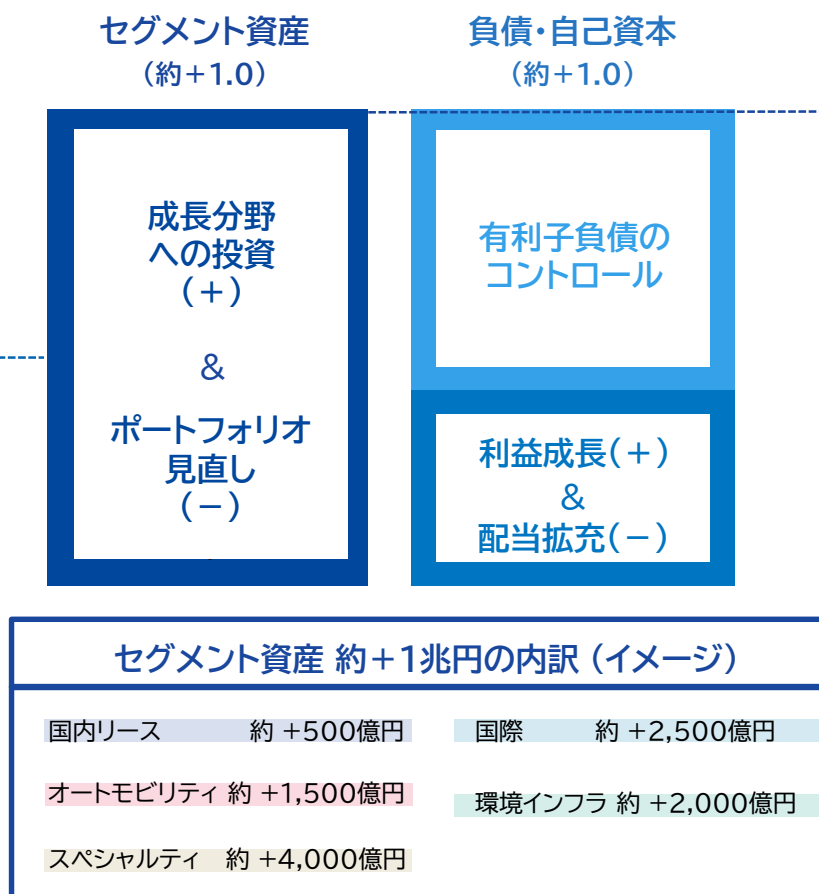 セグメント資産
（約＋1.0）
負債・自己資本
（約＋1.0）
成長分野
への投資
（＋）
＆
ポートフォリオ
見直し
（－）
有利子負債の
コントロール
利益成長（＋）
＆
配当拡充（－）
セグメント資産 約＋1兆円の内訳（イメージ）
国内リース 約 +500億円
オートモビリティ 約 +1,500億円
スペシャルティ 約 +4,000億円
国際 約 +2,500億円
環境インフラ 約 +2,000億円